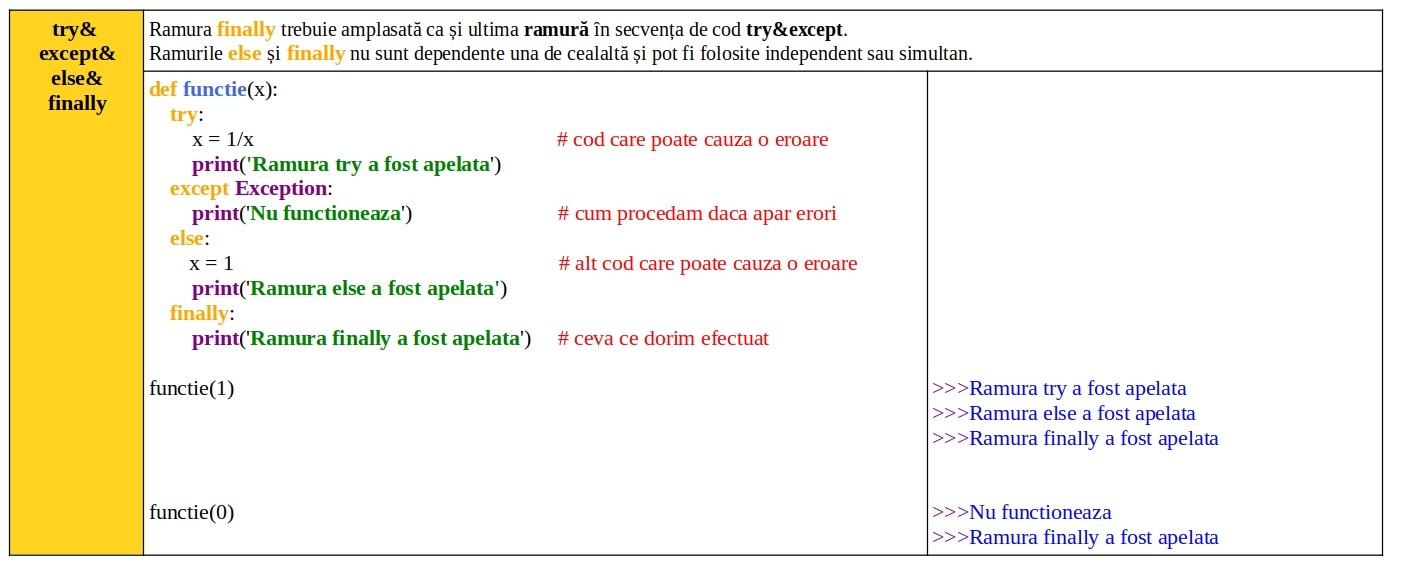 try&
except&
else&
finally
Ramura finally trebuie amplasată ca și ultima ramură în secvența de cod try&except.
Ramurile else și finally nu sunt dependente una de cealaltă și pot fi folosite independent sau simultan.
def functie(x):
try:
x = 1/x # cod care poate cauza o eroare
print('Ramura try a fost apelata')
except Exception:
print('Nu functioneaza') # cum procedam daca apar erori
else:
x = 1 # alt cod care poate cauza o eroare
print('Ramura else a fost apelata')
finally:
print('Ramura finally a fost apelata') # ceva ce dorim efectuat
functie(1) >>>Ramura try a fost apelata
>>>Ramura else a fost apelata
>>>Ramura finally a fost apelata
functie(0) >>>Nu functioneaza
>>>Ramura finally a fost apelata